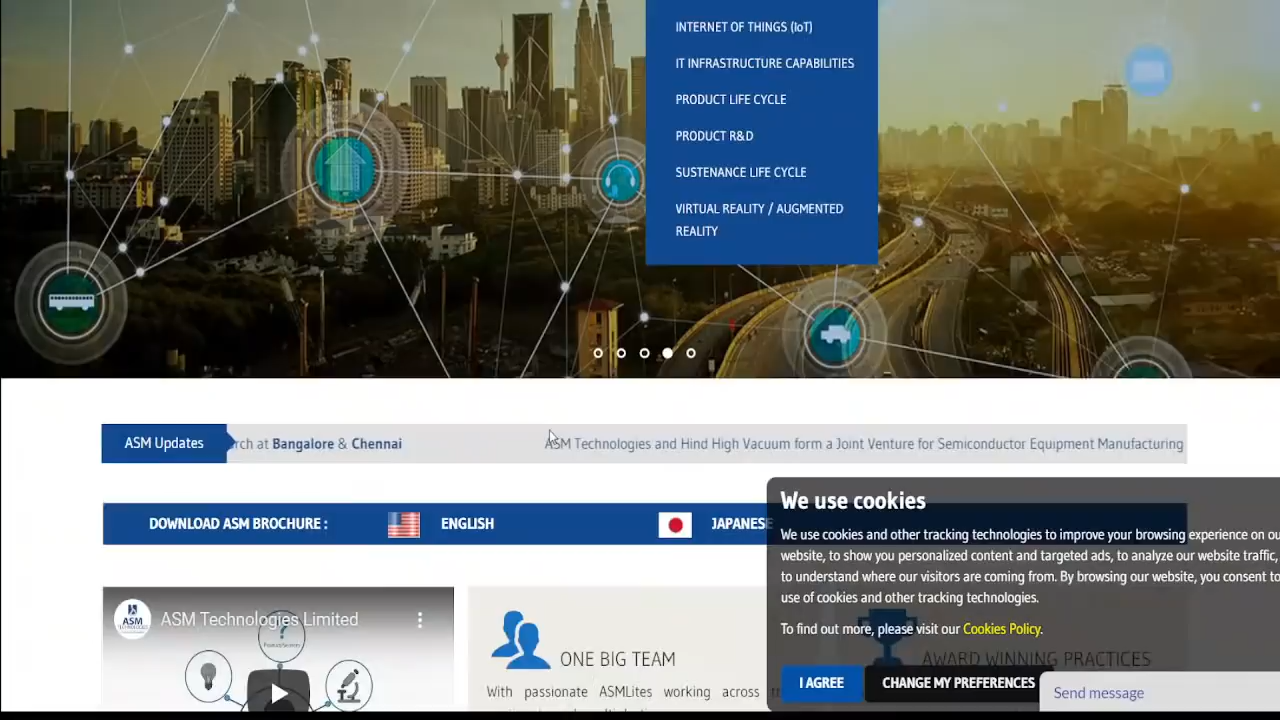 INTERNET OF THINGS (IoT)
IT INFRASTRUCTURE CAPABILITIES
PRODUCT LIFE CYCLE
PRODUCT R&D
SUSTENANCE LIFE CYCLE
VIRTUAL REALITY / AUGMENTED
REALITY
ASM Updates
rch at Bangalore & Chennai
ASM Technologies and Hind High Vacuum form a Joint Venture for Semiconductor Equipment Manufacturing
DOWNLOAD ASM BROCHURE :
ENGLISH
JAPANESE
ASM
ASM Technologies Limited
?
ONE BIG TEAM
With passionate ASMLites working across
AWARD WINNING PRACTICES
We use cookies
We use cookies and other tracking technologies to improve your browsing experience on
website, to show you personalized content and targeted ads, to analyze our website traffic,
to understand where our visitors are coming from. By browsing our website, you consent to
use of cookies and other tracking technologies.
To find out more, please visit our Cookies Policy.
I AGREE
CHANGE MY PREFERENCES
Send message